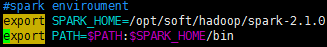 #spark enviroument
export SPARK_HOME=/opt/soft/hadoop/spark-2.1.0
export PATH=$PATH:$SPARK_HOME/bin